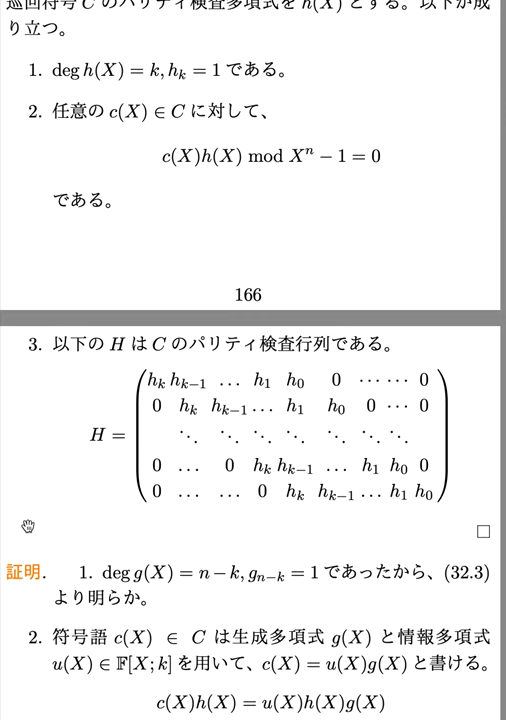 巡回符号 C のパリティ検査多項式を h(X) とする。以下が成
り立つ。
1. deg h(X) = k, h_k = 1 である。
2. 任意の c(X) ∈ C に対して、
c(X)h(X) mod X^n − 1 = 0
である。
166
3. 以下の H は C のパリティ検査行列である。
h_k h_{k−1} … h_1 h_0 0 ⋯⋯ 0
0 h_k h_{k−1} … h_1 h_0 0 ⋯ 0
H = ⋱ ⋱ ⋱ ⋱ ⋱ ⋱ ⋱
0 … 0 h_k h_{k−1} … h_1 h_0 0
0 … … 0 h_k h_{k−1} … h_1 h_0
□
証明. 1. deg g(X) = n − k, g_{n−k} = 1 であったから、(32.3)
より明らか。
2. 符号語 c(X) ∈ C は生成多項式 g(X) と情報多項式
u(X) ∈ 𝔽[X; k] を用いて、c(X) = u(X)g(X) と書ける。
c(X)h(X) = u(X)h(X)g(X)